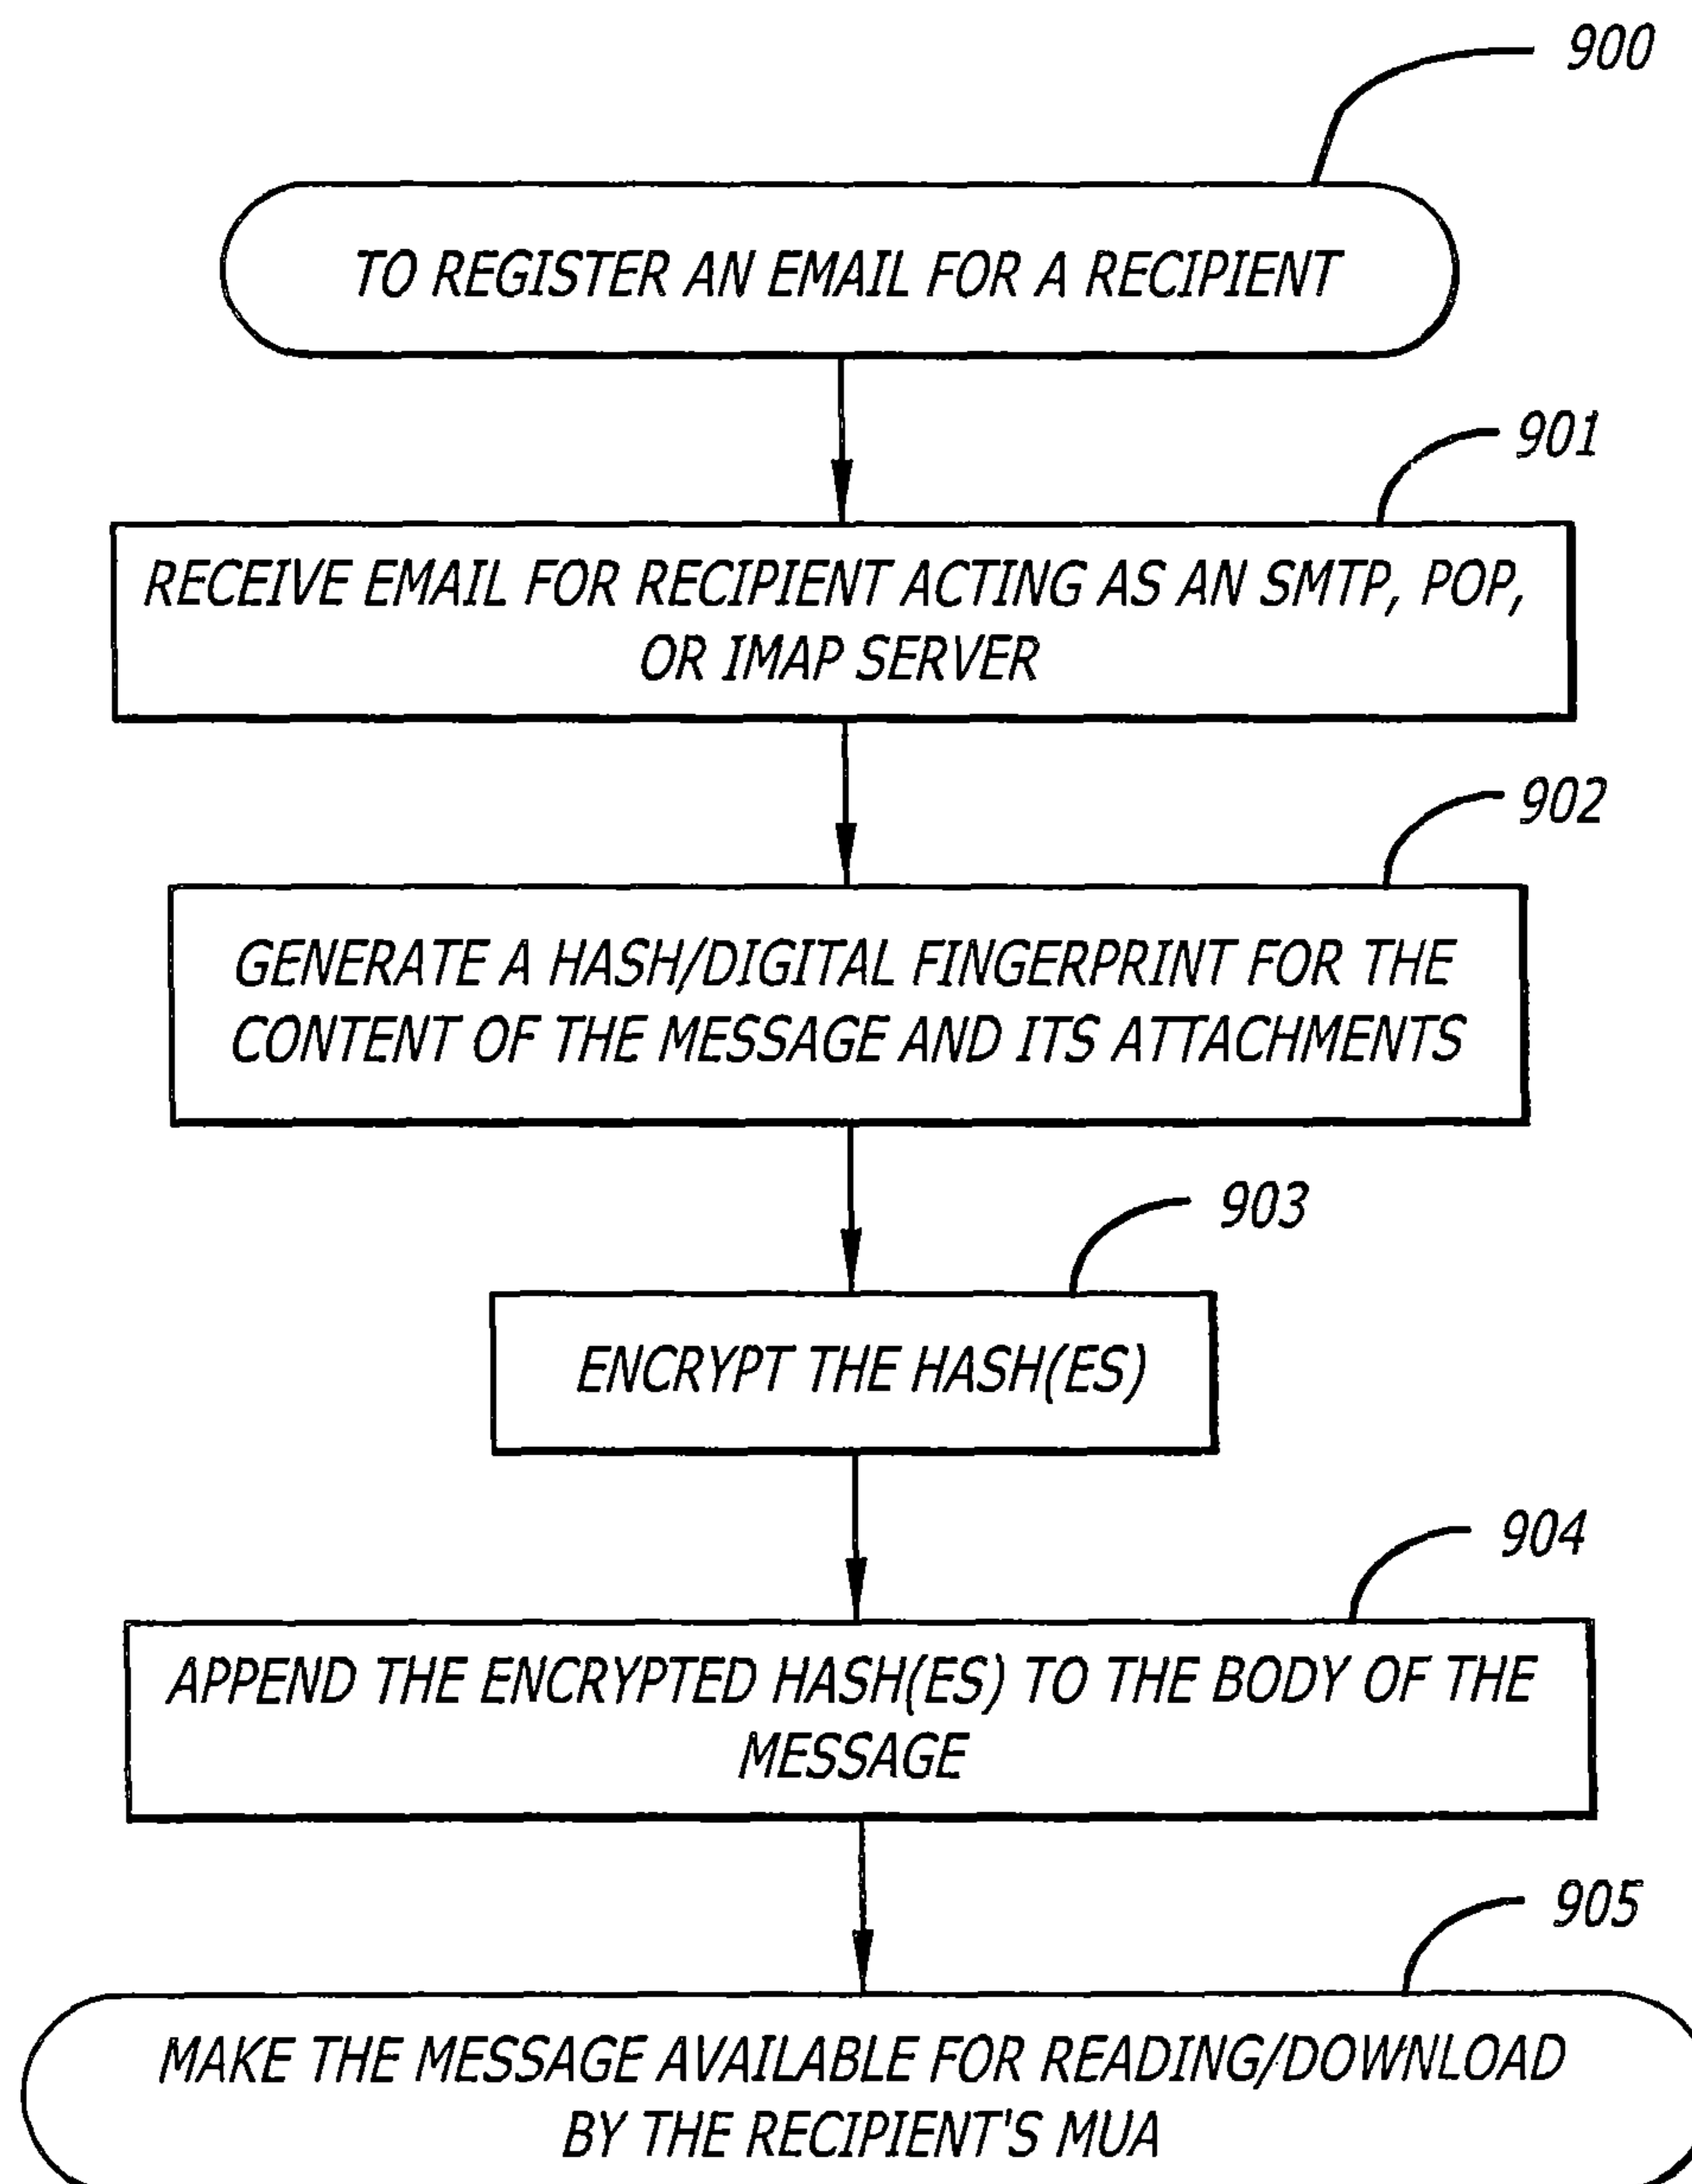 900
TO REGISTER AN EMAIL FOR A RECIPIENT
901
RECEIVE EMAIL FOR RECIPIENT ACTING AS AN SMTP, POP,
OR IMAP SERVER
902
GENERATE A HASH/DIGITAL FINGERPRINT FOR THE
CONTENT OF THE MESSAGE AND ITS ATTACHMENTS
903
ENCRYPT THE HASH(ES)
904
APPEND THE ENCRYPTED HASH(ES) TO THE BODY OF THE
MESSAGE
905
MAKE THE MESSAGE AVAILABLE FOR READING/DOWNLOAD
BY THE RECIPIENT'S MUA